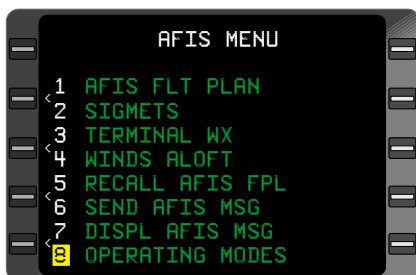 AFIS MENU
1 AFIS FLT PLAN
2 SIGMETS
3 TERMINAL WX
4 WINDS ALOFT
5 RECALL AFIS FPL
6 SEND AFIS MSG
7 DISPL AFIS MSG
8 OPERATING MODES